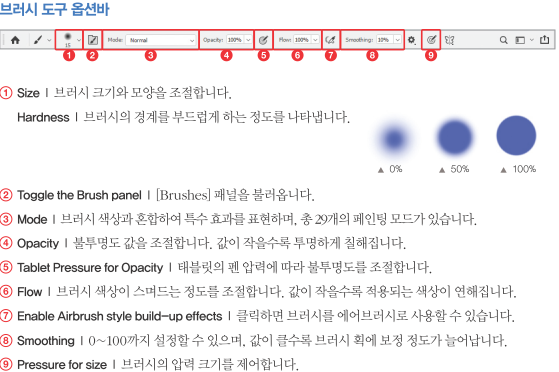 브러시 도구 옵션바
15 Mode: Normal Opacity: 100% Flow: 100% Smoothing: 10%
① ② ③ ④ ⑤ ⑥ ⑦ ⑧ ⑨
① Size | 브러시 크기와 모양을 조절합니다.
Hardness | 브러시의 경계를 부드럽게 하는 정도를 나타냅니다.
▲ 0% ▲ 50% ▲ 100%
② Toggle the Brush panel | [Brushes] 패널을 불러옵니다.
③ Mode | 브러시 색상과 혼합하여 특수 효과를 표현하며, 총 29개의 페인팅 모드가 있습니다.
④ Opacity | 불투명도 값을 조절합니다. 값이 작을수록 투명하게 칠해집니다.
⑤ Tablet Pressure for Opacity | 태블릿의 펜 압력에 따라 불투명도를 조절합니다.
⑥ Flow | 브러시 색상이 스며드는 정도를 조절합니다. 값이 작을수록 적용되는 색상이 연해집니다.
⑦ Enable Airbrush style build-up effects | 클릭하면 브러시를 에어브러시로 사용할 수 있습니다.
⑧ Smoothing | 0~100까지 설정할 수 있으며, 값이 클수록 브러시 획에 보정 정도가 늘어납니다.
⑨ Pressure for size | 브러시의 압력 크기를 제어합니다.